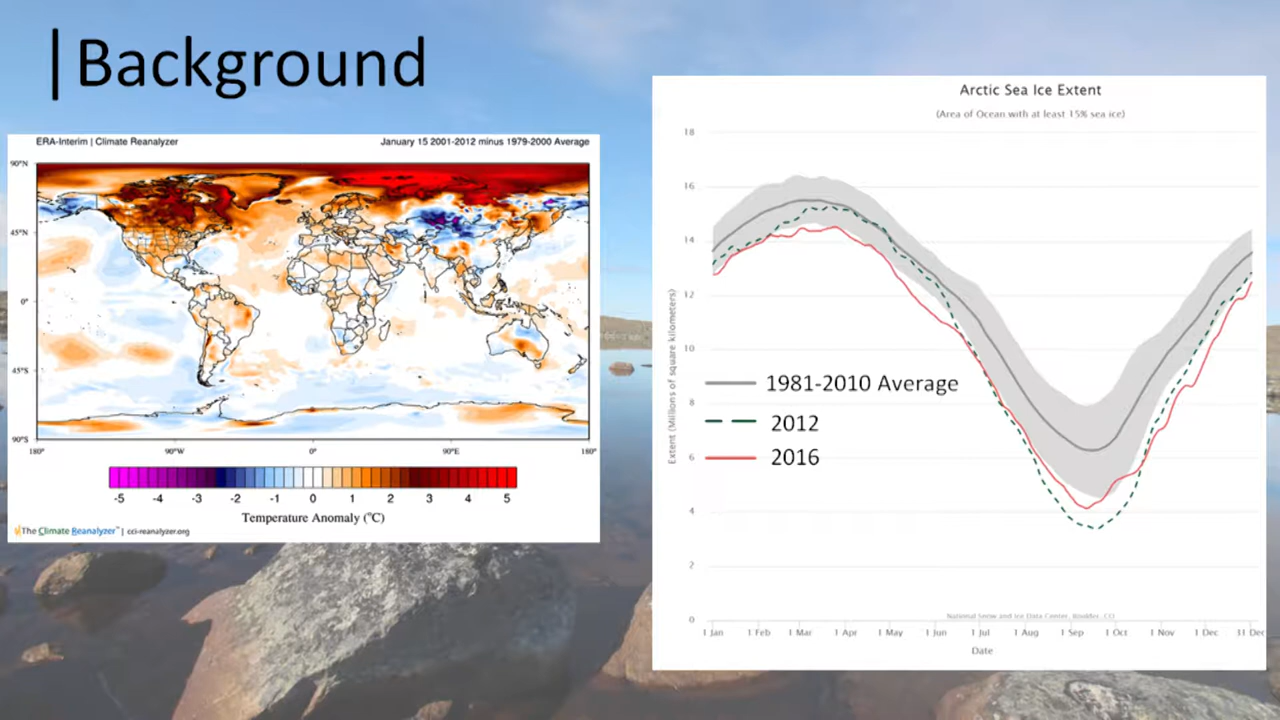 Background
ERA-Interim | Climate Reanalyzer
January 15 2001-2012 minus 1979-2000 Average
90°N
45°N
0°
45°S
90°S
180° 90°W 0° 90°E 180°
-5 -4 -3 -2 -1 0 1 2 3 4 5
Temperature Anomaly (°C)
The Climate Reanalyzer™ | cci-reanalyzer.org
Arctic Sea Ice Extent
(Area of Ocean with at least 15% sea ice)
18
16
14
12
10
8
6
4
2
0
Extent (Millions of square kilometers)
1981-2010 Average
2012
2016
National Snow and Ice Data Center, Boulder, CO
1 Jan 1 Feb 1 Mar 1 Apr 1 May 1 Jun 1 Jul 1 Aug 1 Sep 1 Oct 1 Nov 1 Dec 31 Dec
Date